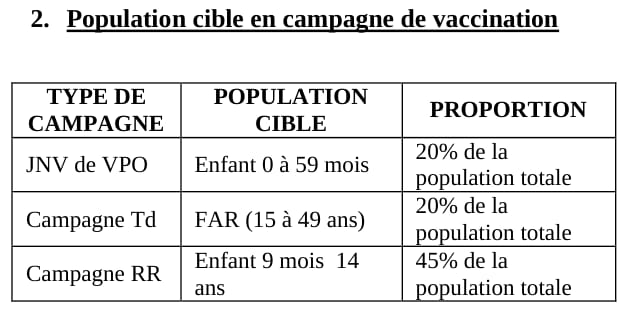 2. Population cible en campagne de vaccination
TYPE DE
CAMPAGNE
POPULATION
CIBLE
PROPORTION
JNV de VPO
Enfant 0 à 59 mois
20% de la
population totale
Campagne Td
FAR (15 à 49 ans)
20% de la
population totale
Campagne RR
Enfant 9 mois  14
ans
45% de la
population totale